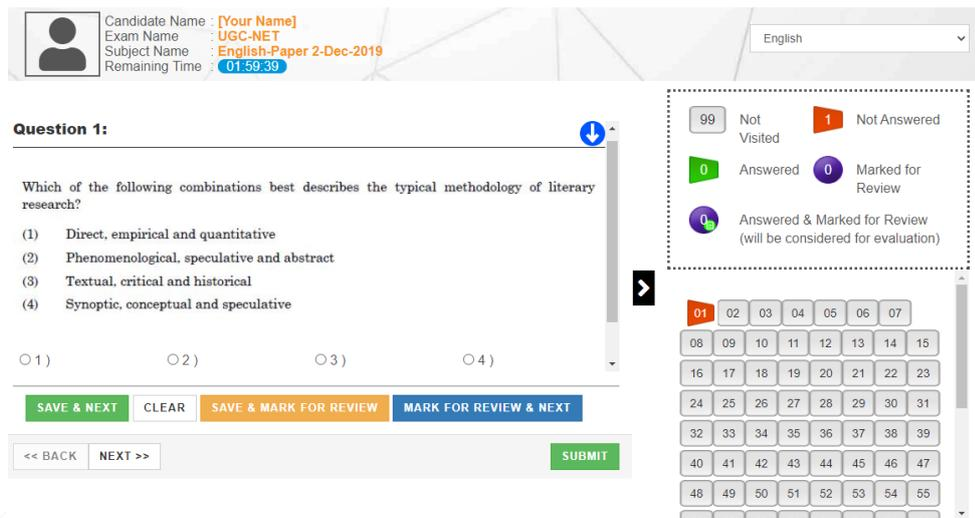 Candidate Name : [Your Name]
Exam Name : UGC-NET
Subject Name : English-Paper 2-Dec-2019
Remaining Time : 01:59:39
English
Question 1:
Which of the following combinations best describes the typical methodology of literary
research?
(1) Direct, empirical and quantitative
(2) Phenomenological, speculative and abstract
(3) Textual, critical and historical
(4) Synoptic, conceptual and speculative
1 )
2 )
3 )
4 )
SAVE & NEXT
CLEAR
SAVE & MARK FOR REVIEW
MARK FOR REVIEW & NEXT
<< BACK
NEXT >>
SUBMIT
99 Not
Visited
1 Not Answered
0 Answered
0 Marked for
Review
0 Answered & Marked for Review
(will be considered for evaluation)
01 02 03 04 05 06 07
08 09 10 11 12 13 14 15
16 17 18 19 20 21 22 23
24 25 26 27 28 29 30 31
32 33 34 35 36 37 38 39
40 41 42 43 44 45 46 47
48 49 50 51 52 53 54 55